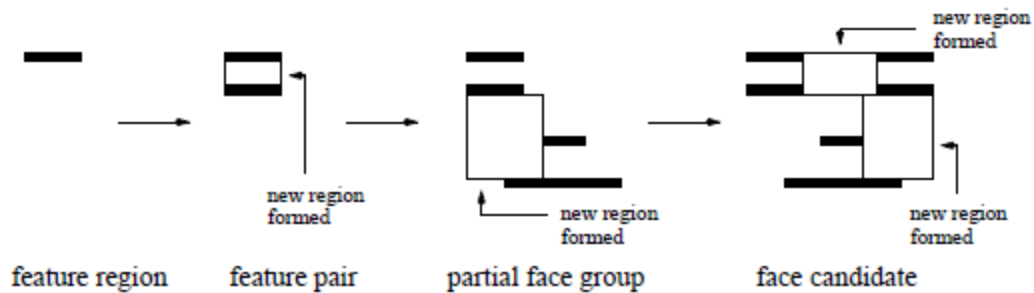 new region
formed
new region
formed
new region
formed
new region
formed
feature region
feature pair
partial face group
face candidate